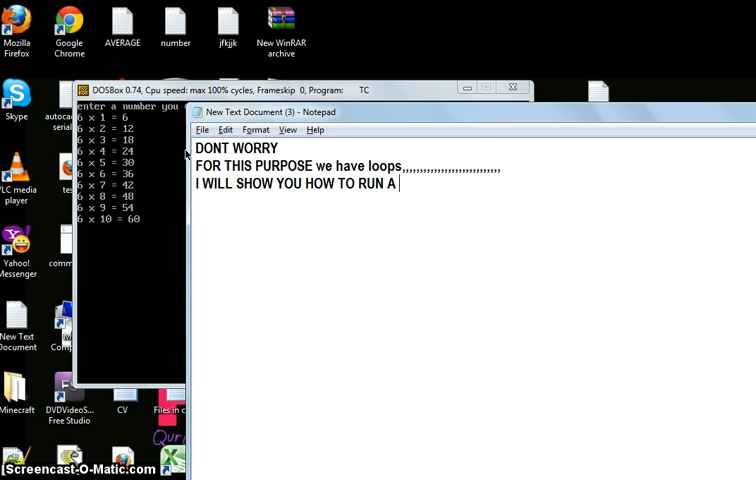 Mozilla
Firefox
Google
Chrome
AVERAGE
number
jfkjjk
New WinRAR
archive
DOSBox 0.74, Cpu speed: max 100% cycles, Frameskip 0, Program: TC
Skype
enter a number you
6 x 1 = 6
6 x 2 = 12
6 x 3 = 18
6 x 4 = 24
6 x 5 = 30
6 x 6 = 36
6 x 7 = 42
6 x 8 = 48
6 x 9 = 54
6 x 10 = 60
New Text Document (3) - Notepad
File Edit Format View Help
DONT WORRY
FOR THIS PURPOSE we have loops,,,,,,,,,,,,,,,,,,,,,,,,,,,,
I WILL SHOW YOU HOW TO RUN A
VLC media
player
Yahoo!
Messenger
New Text
Document
Minecraft
DVDVideoS...
Free Studio
CV
Files in c
Screencast-O-Matic.com